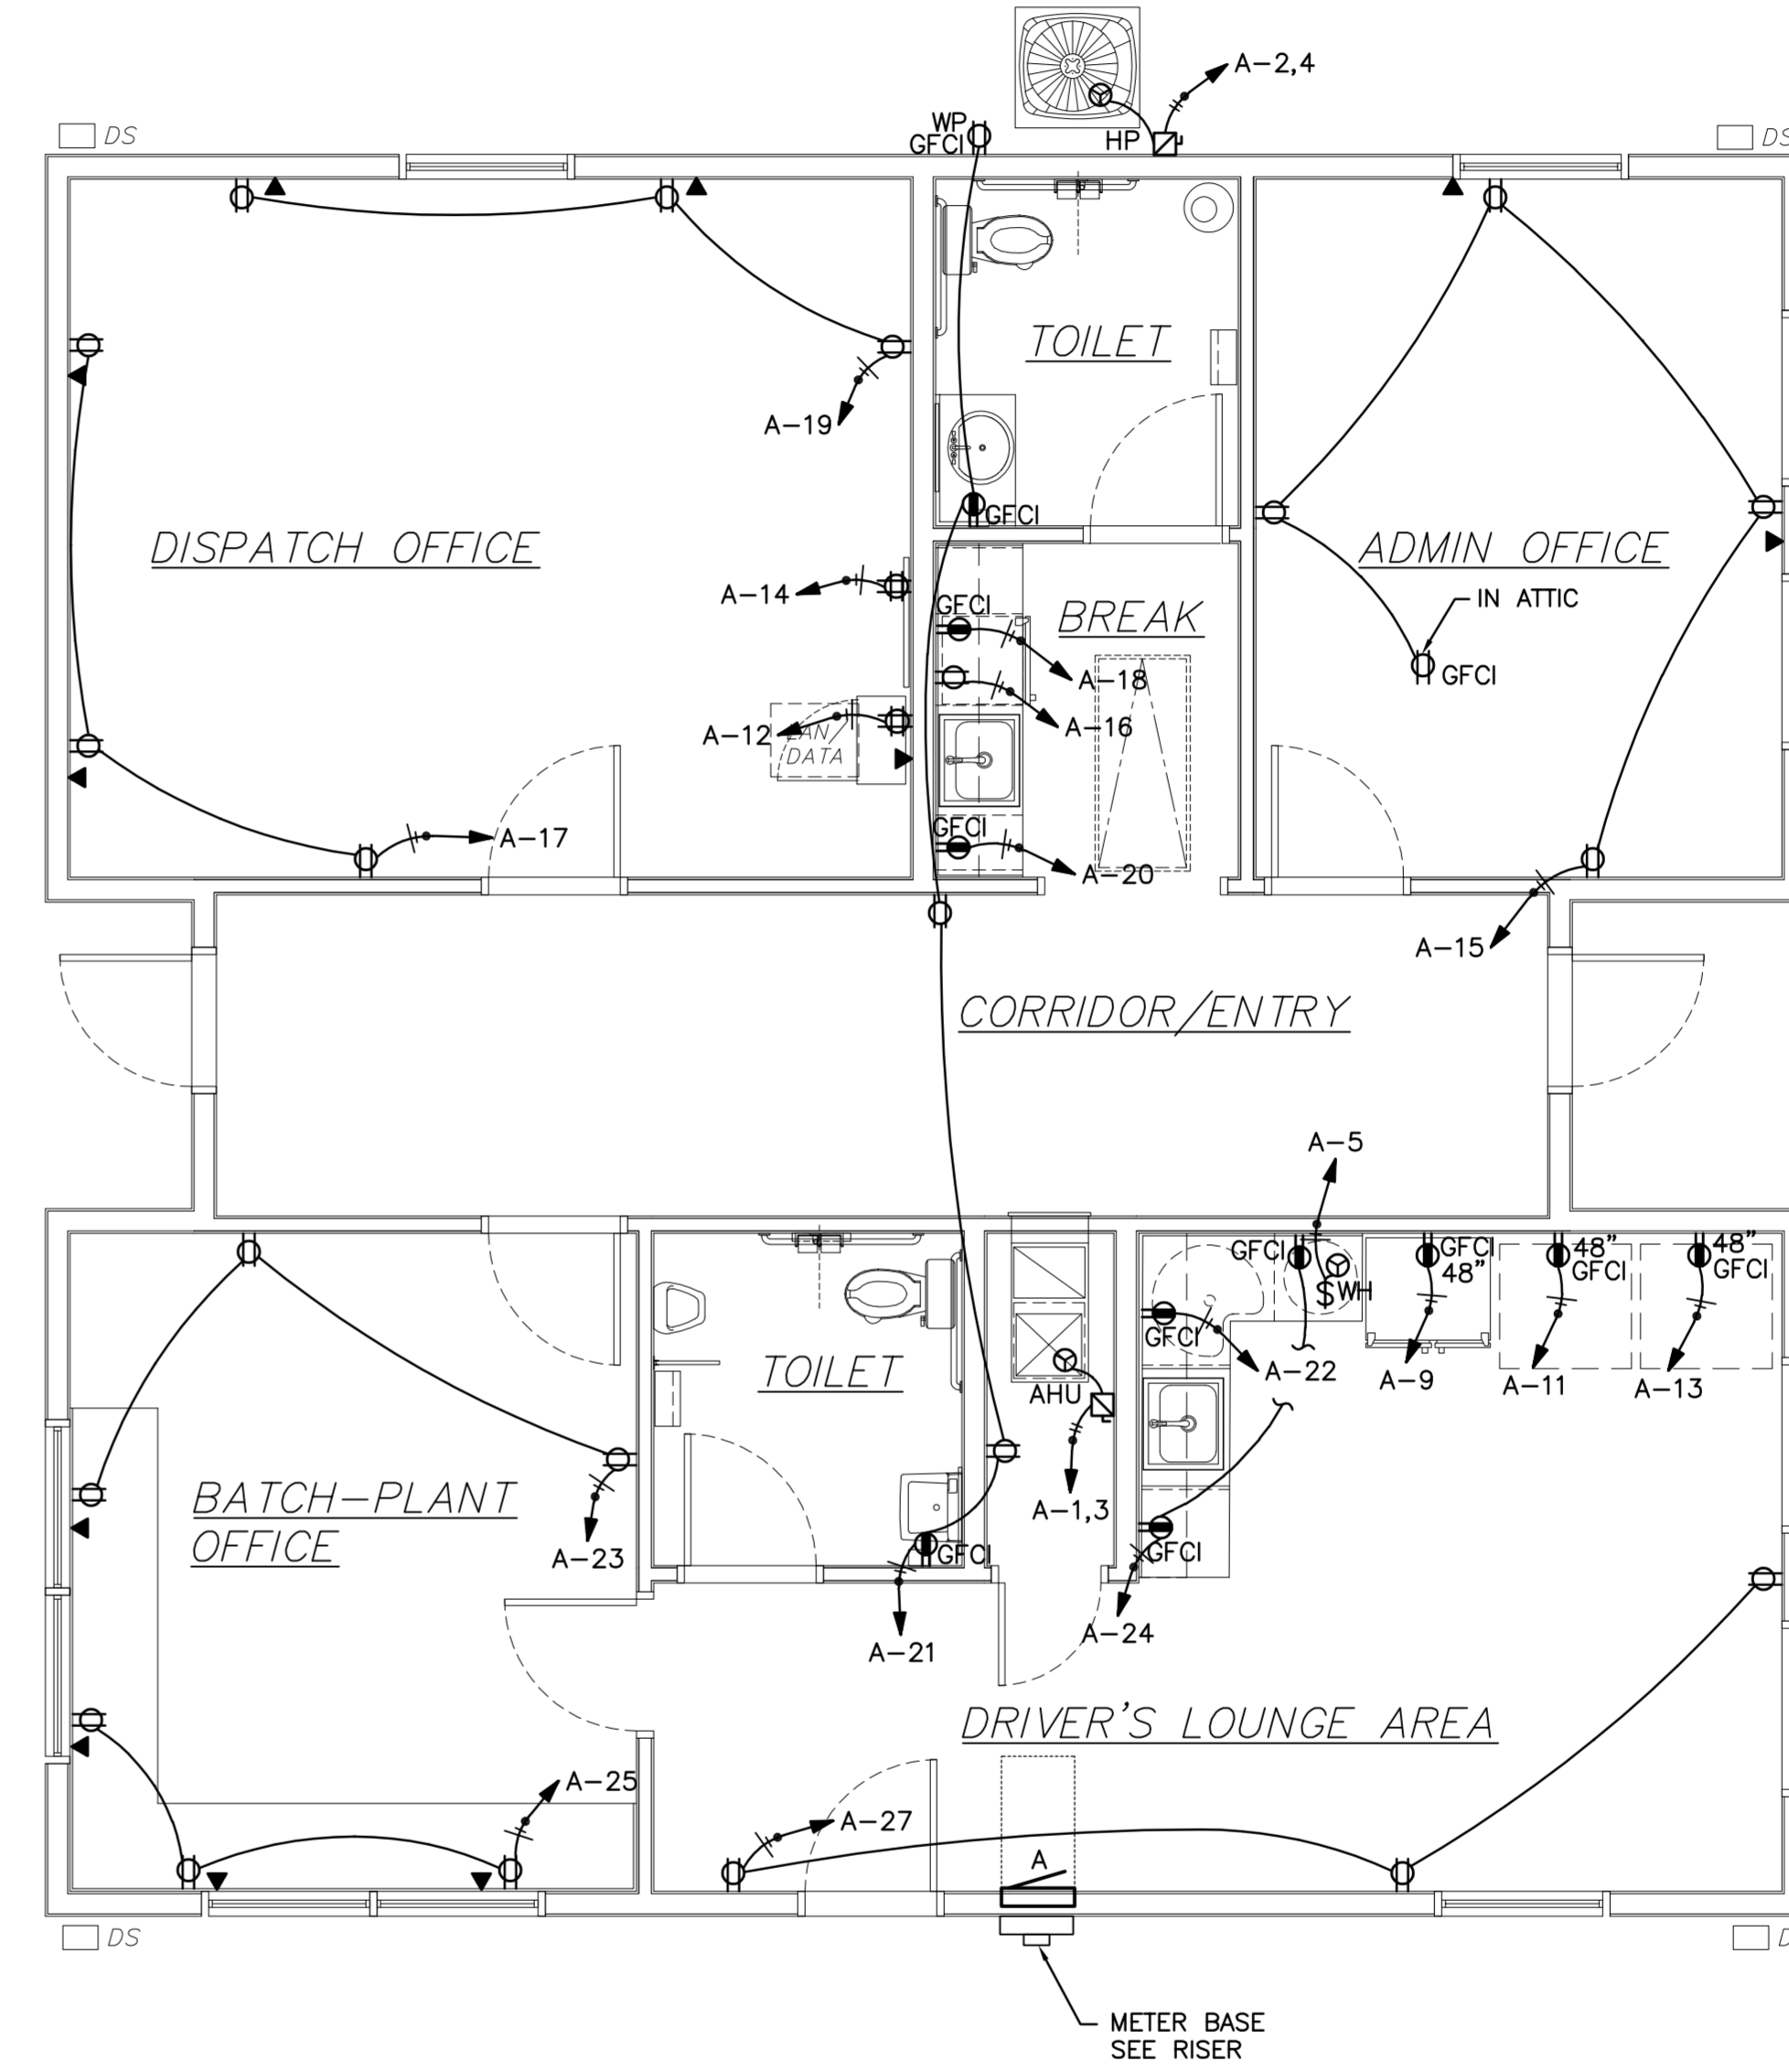 A-2,4
WP
GFCI
HP
DS
DS
TOILET
A-19
GFCI
DISPATCH OFFICE
ADMIN OFFICE
A-14
GFCI
BREAK
IN ATTIC
GFCI
A-18
A-16
A-12
LAN/
DATA
GFCI
A-17
A-20
A-15
CORRIDOR/ENTRY
A-5
GFCI
GFCI
48"
48"
GFCI
48"
GFCI
$WH
GFCI
TOILET
AHU
A-22
A-9
A-11
A-13
BATCH-PLANT
OFFICE
A-1,3
A-23
GFCI
GFCI
A-21
A-24
DRIVER'S LOUNGE AREA
A-25
A-27
A
DS
D
METER BASE
SEE RISER